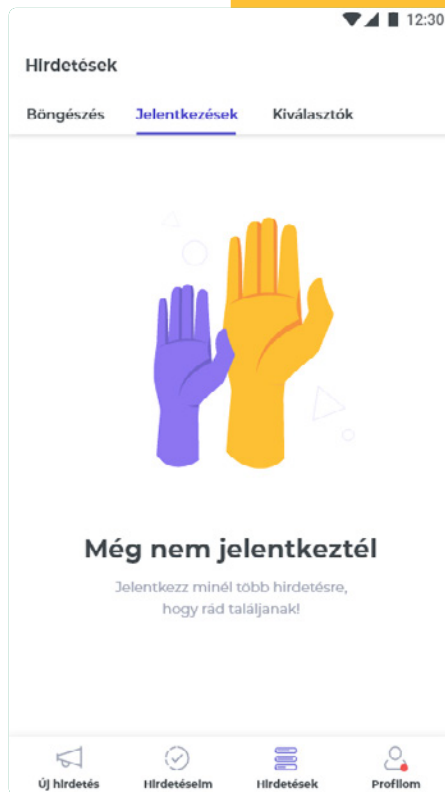 12:30
Hirdetések
Böngészés Jelentkezések Kiválasztók
Még nem jelentkeztél
Jelentkezz minél több hirdetésre,
hogy rád találjanak!
Új hirdetés Hirdetéseim Hirdetések Profilom